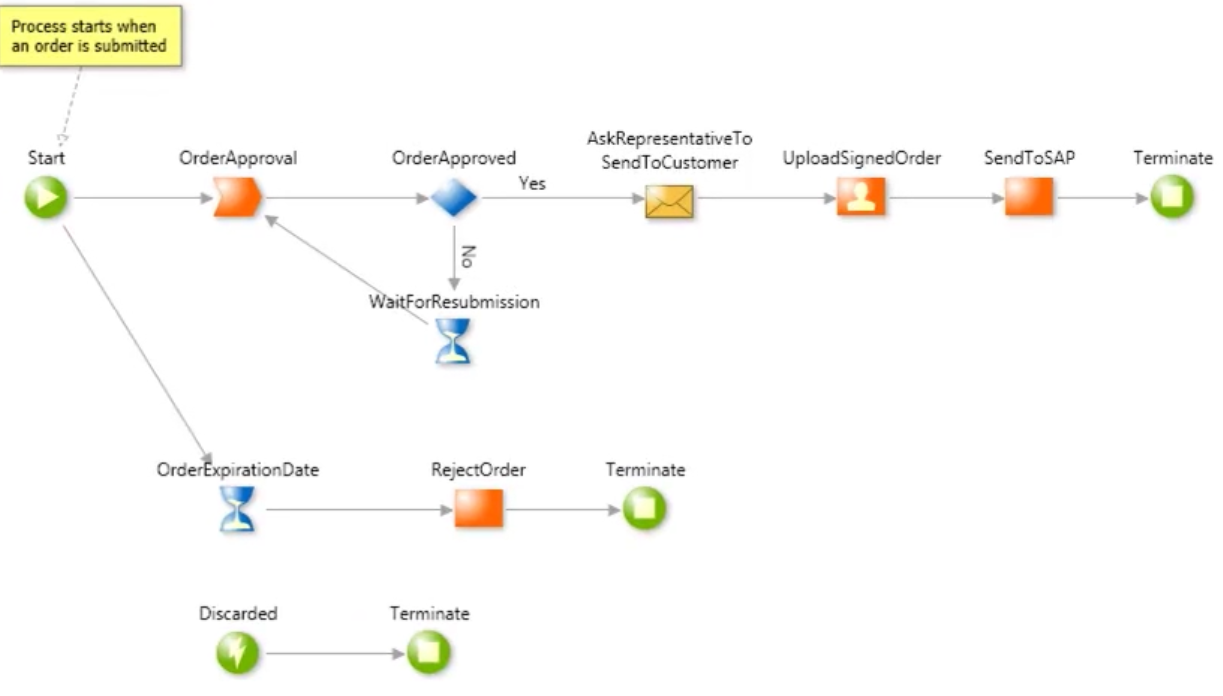 Process starts when
an order is submitted
Start
OrderApproval
OrderApproved
Yes
AskRepresentativeTo
SendToCustomer
UploadSignedOrder
SendToSAP
Terminate
No
WaitForResubmission
OrderExpirationDate
RejectOrder
Terminate
Discarded
Terminate